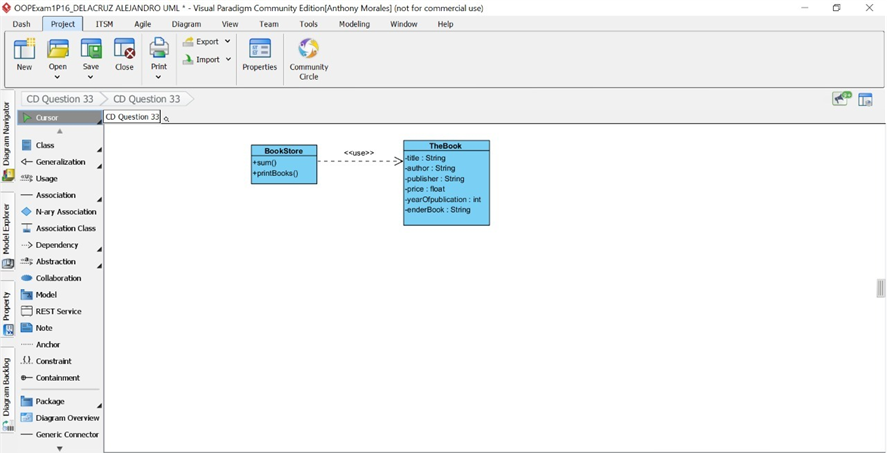 OOPExam1P16_DELACRUZ ALEJANDRO UML * - Visual Paradigm Community Edition[Anthony Morales] (not for commercial use)
Dash Project ITSM Agile Diagram View Team Tools Modeling Window Help
New Open Save Close Print Export Import Properties Community Circle
CD Question 33 CD Question 33
Diagram Navigator
Model Explorer
Property
Diagram Backlog
Cursor
Class
Generalization
Usage
Association
N-ary Association
Association Class
Dependency
Abstraction
Collaboration
Model
REST Service
Note
Anchor
Constraint
Containment
Package
Diagram Overview
Generic Connector
CD Question 33
BookStore
+sum()
+printBooks()
<<use>>
TheBook
-title : String
-author : String
-publisher : String
-price : float
-yearOfpublication : int
-enderBook : String